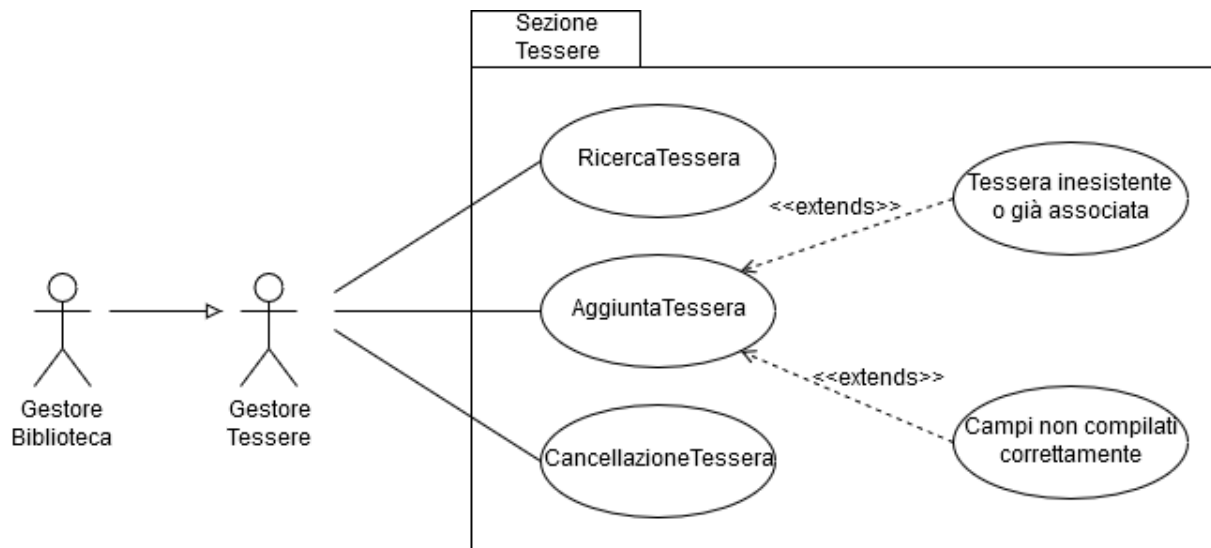 Sezione
Tessere
RicercaTessera
Tessera inesistente
o già associata
<<extends>>
AggiuntaTessera
<<extends>>
Gestore
Biblioteca
Gestore
Tessere
CancellazioneTessera
Campi non compilati
correttamente